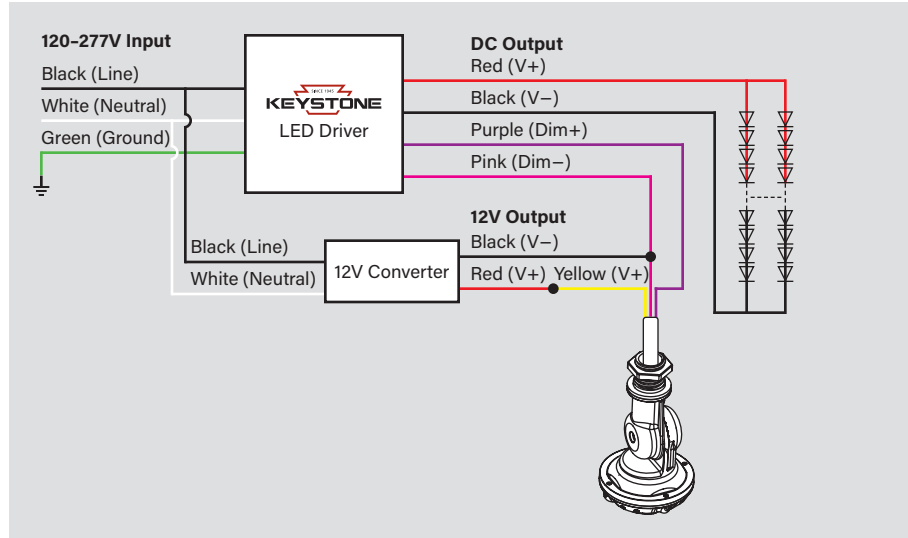 120–277V Input
Black (Line)
White (Neutral)
Green (Ground)
SINCE 1945
KEYSTONE
LED Driver
DC Output
Red (V+)
Black (V−)
Purple (Dim+)
Pink (Dim−)
Black (Line)
White (Neutral)
12V Converter
12V Output
Black (V−)
Red (V+) Yellow (V+)